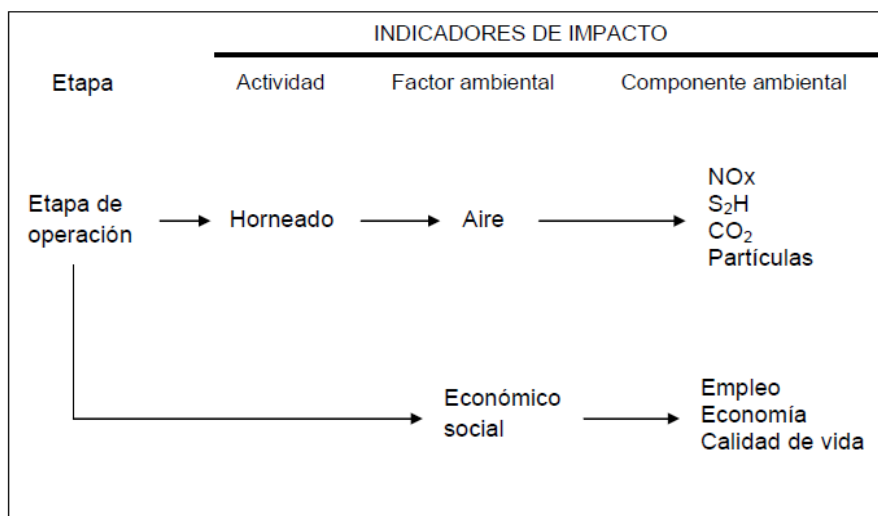 INDICADORES DE IMPACTO
Etapa Actividad Factor ambiental Componente ambiental
Etapa de
operación
Horneado
Aire
NOx
S₂H
CO₂
Partículas
Económico
social
Empleo
Economía
Calidad de vida